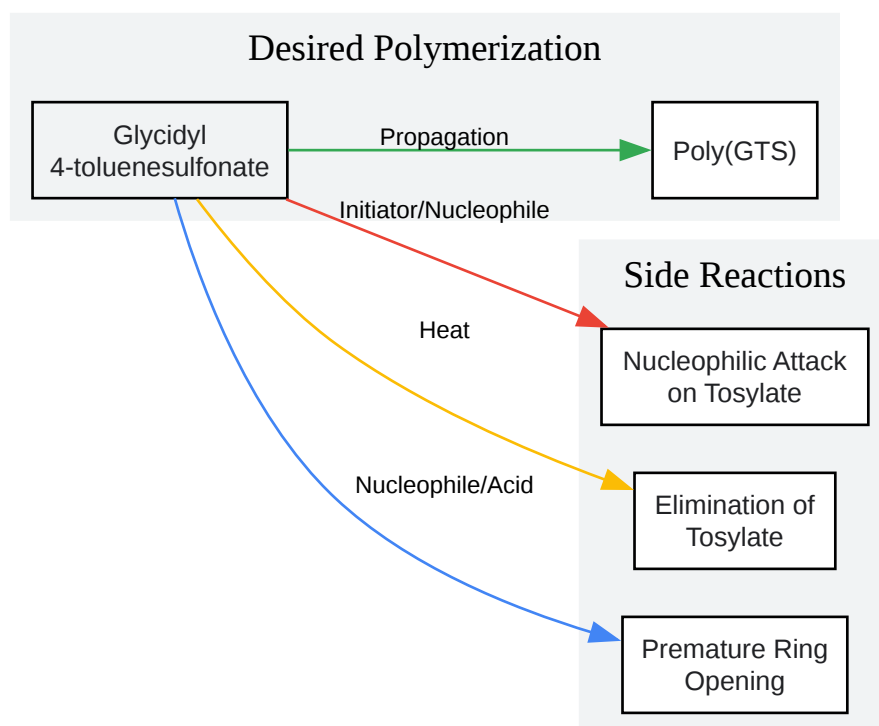 Desired Polymerization
Glycidyl
4-toluenesulfonate
Propagation
Poly(GTS)
Initiator/Nucleophile
Side Reactions
Heat
Nucleophilic Attack
on Tosylate
Nucleophile/Acid
Elimination of
Tosylate
Premature Ring
Opening